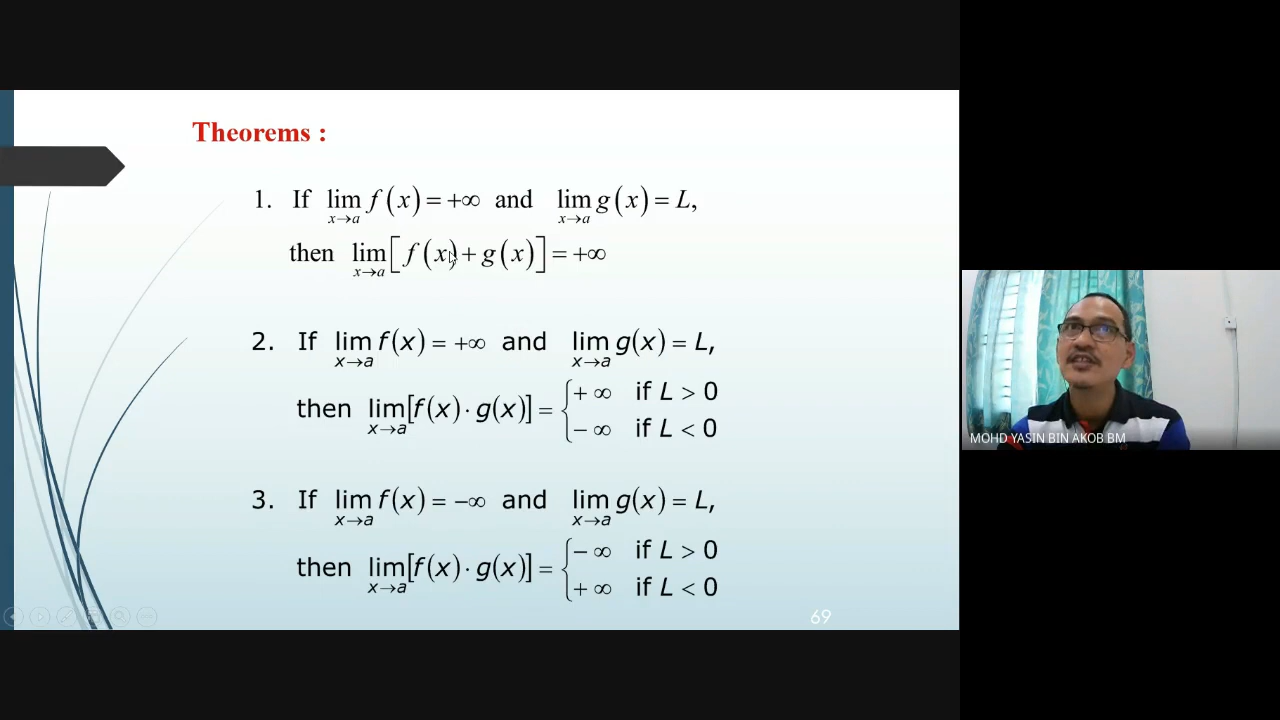 Theorems :
1. If lim f(x) = +∞ and lim g(x) = L,
x→a x→a
then lim [f(x) + g(x)] = +∞
x→a
2. If lim f(x) = +∞ and lim g(x) = L,
x→a x→a
then lim[f(x) · g(x)] = { + ∞ if L > 0
x→a − ∞ if L < 0
3. If lim f(x) = −∞ and lim g(x) = L,
x→a x→a
then lim[f(x) · g(x)] = { − ∞ if L > 0
x→a + ∞ if L < 0
69
MOHD YASIN BIN AKOB BM